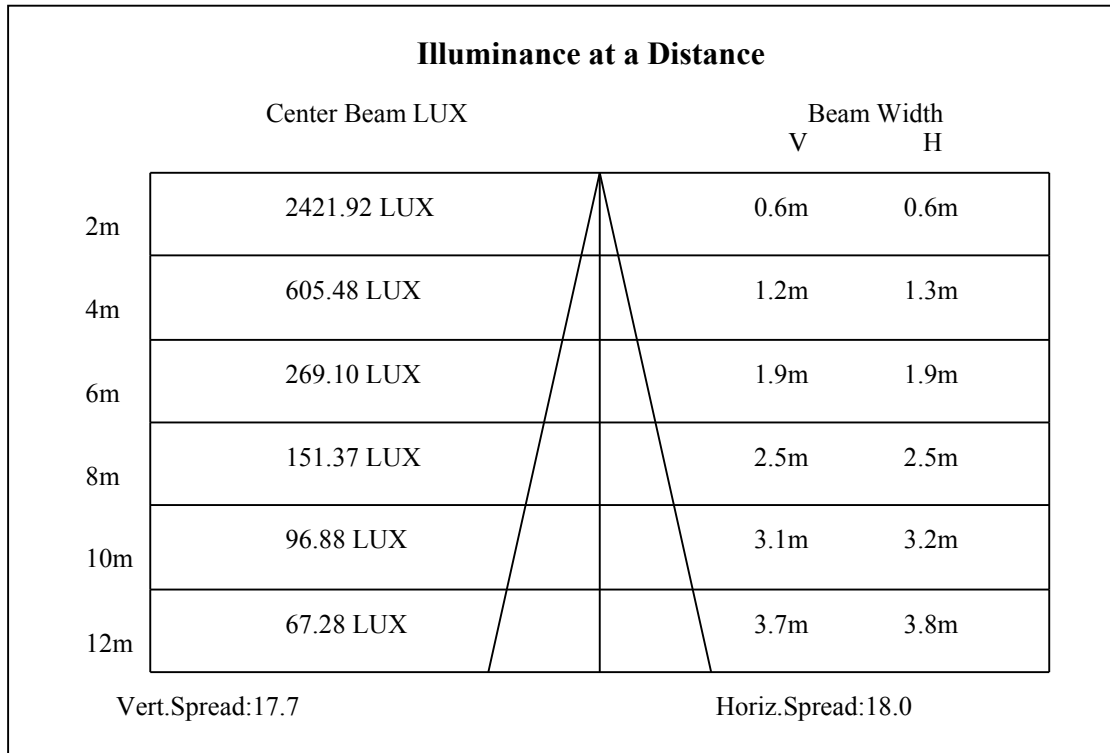 Illuminance at a Distance
Center Beam LUX Beam Width
V H
2m 2421.92 LUX 0.6m 0.6m
4m 605.48 LUX 1.2m 1.3m
6m 269.10 LUX 1.9m 1.9m
8m 151.37 LUX 2.5m 2.5m
10m 96.88 LUX 3.1m 3.2m
12m 67.28 LUX 3.7m 3.8m
Vert.Spread:17.7 Horiz.Spread:18.0